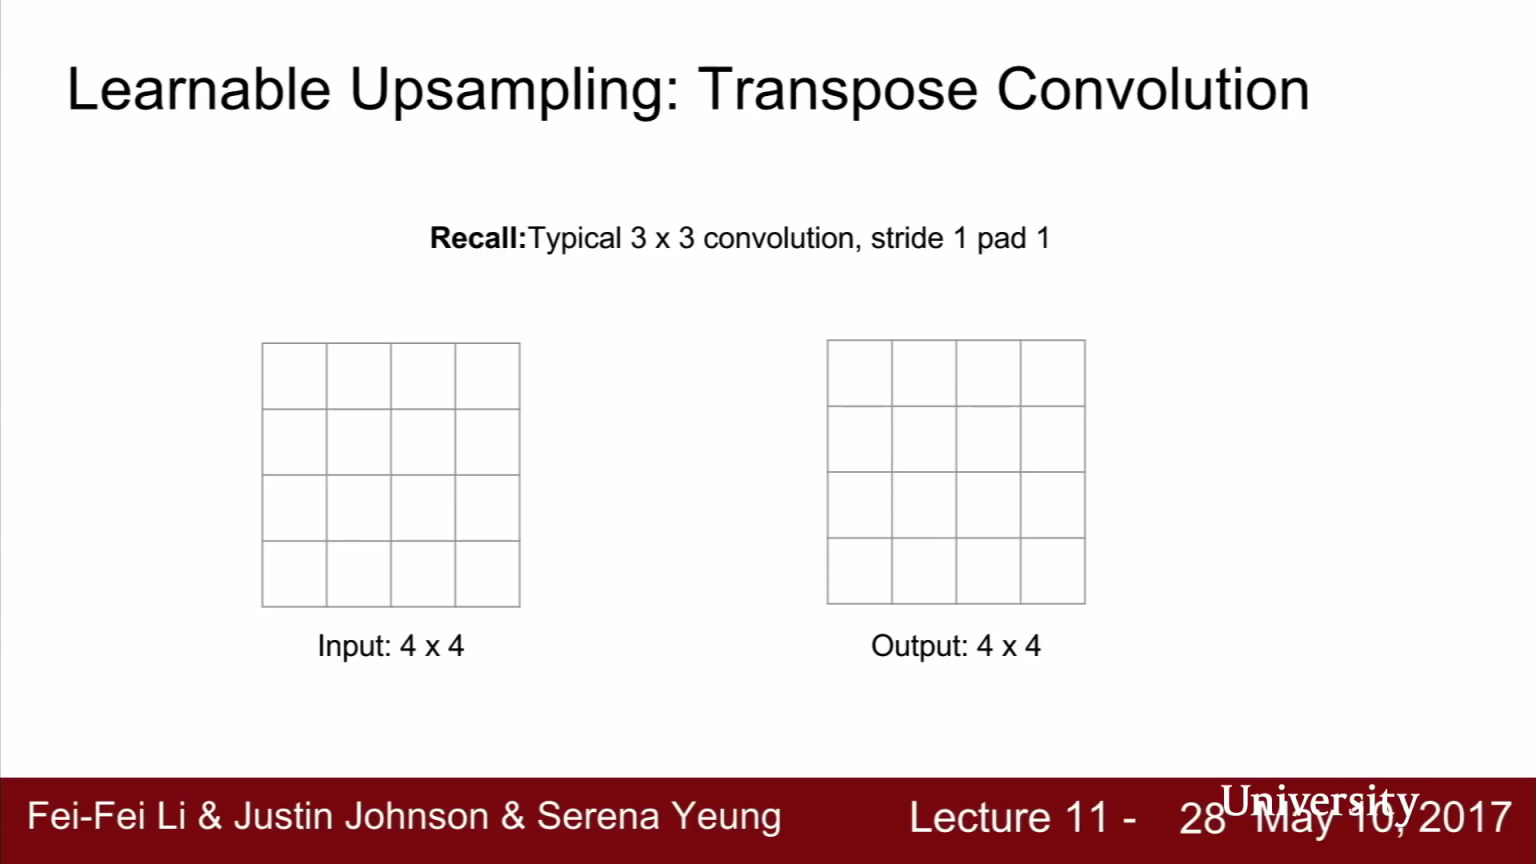 Learnable Upsampling: Transpose Convolution
Recall:Typical 3 x 3 convolution, stride 1 pad 1
Input: 4 x 4
Output: 4 x 4
Fei-Fei Li & Justin Johnson & Serena Yeung
Lecture 11 - 28
University
May 10, 2017